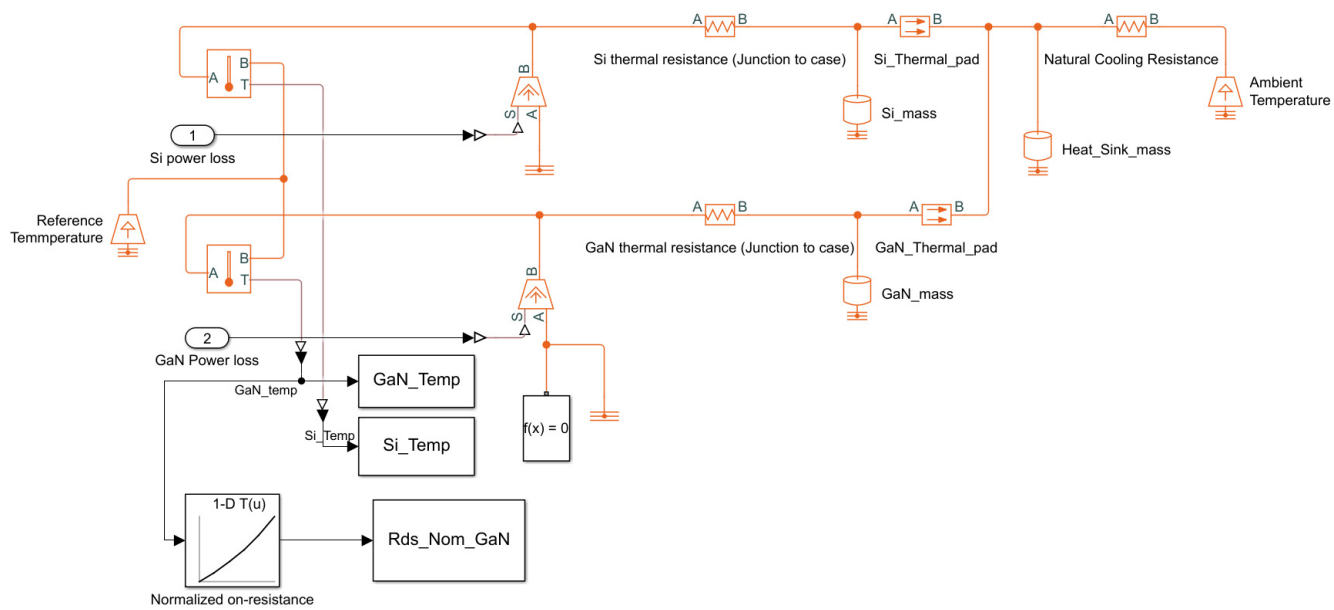 A B
A B
A B
B
A
T
B
S
A
Si thermal resistance (Junction to case)
Si_Thermal_pad
Natural Cooling Resistance
Ambient
Temperature
Si_mass
1
Si power loss
Heat_Sink_mass
Reference
Temmperature
A B
A B
B
A
T
GaN thermal resistance (Junction to case)
GaN_Thermal_pad
B
S
A
GaN_mass
2
GaN Power loss
GaN_temp
GaN_Temp
Si_Temp
Si_Temp
f(x) = 0
1-D T(u)
Rds_Nom_GaN
Normalized on-resistance